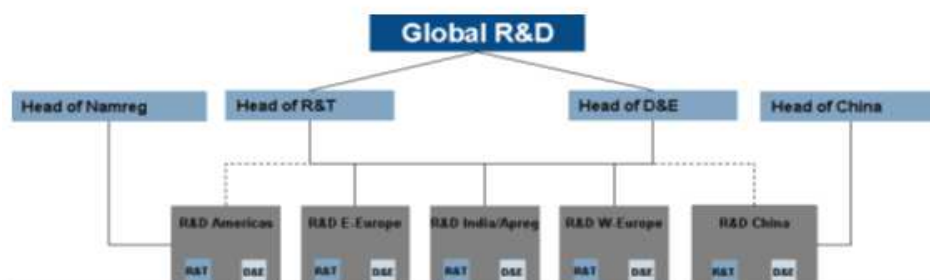 Global R&D
Head of Namreg
Head of R&T
Head of D&E
Head of China
R&D Americas
R&D E-Europe
R&D India/Apreg
R&D W-Europe
R&D China
R&T D&E
R&T D&E
R&T D&E
R&T D&E
R&T D&E